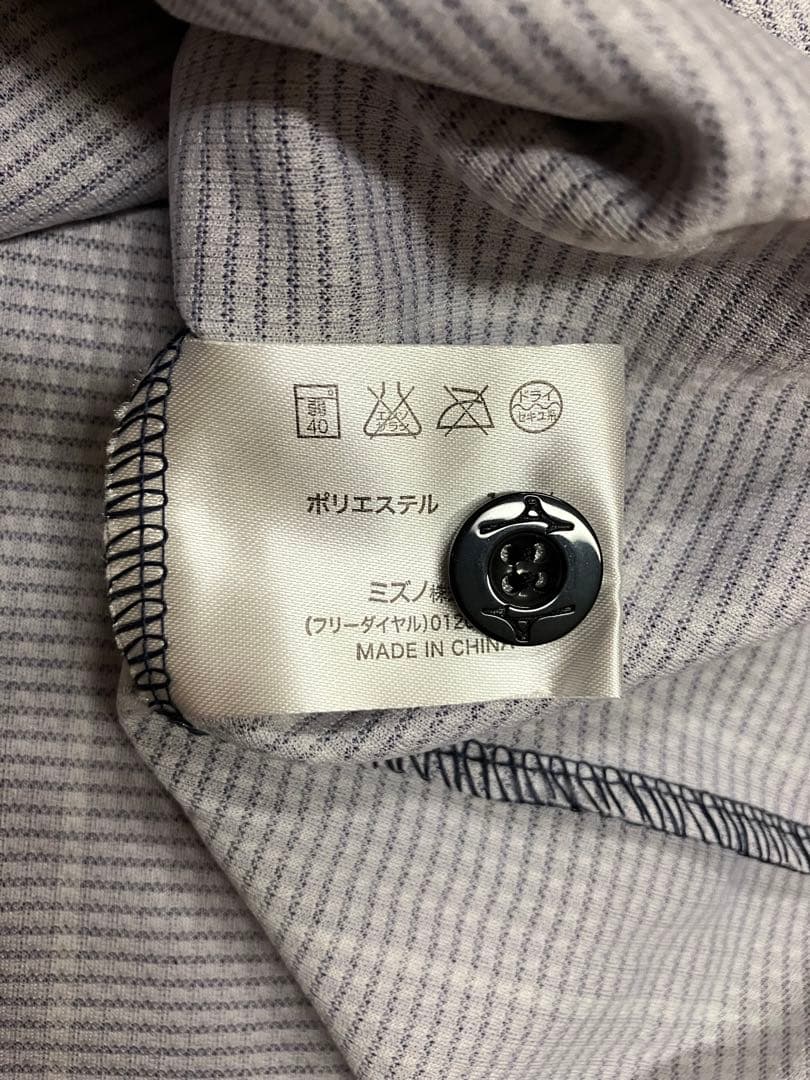 弱
40
エンソ
サラシ
ドライ
セキユ系
ポリエステル
ミズノ株
(フリーダイヤル)012
MADE IN CHINA